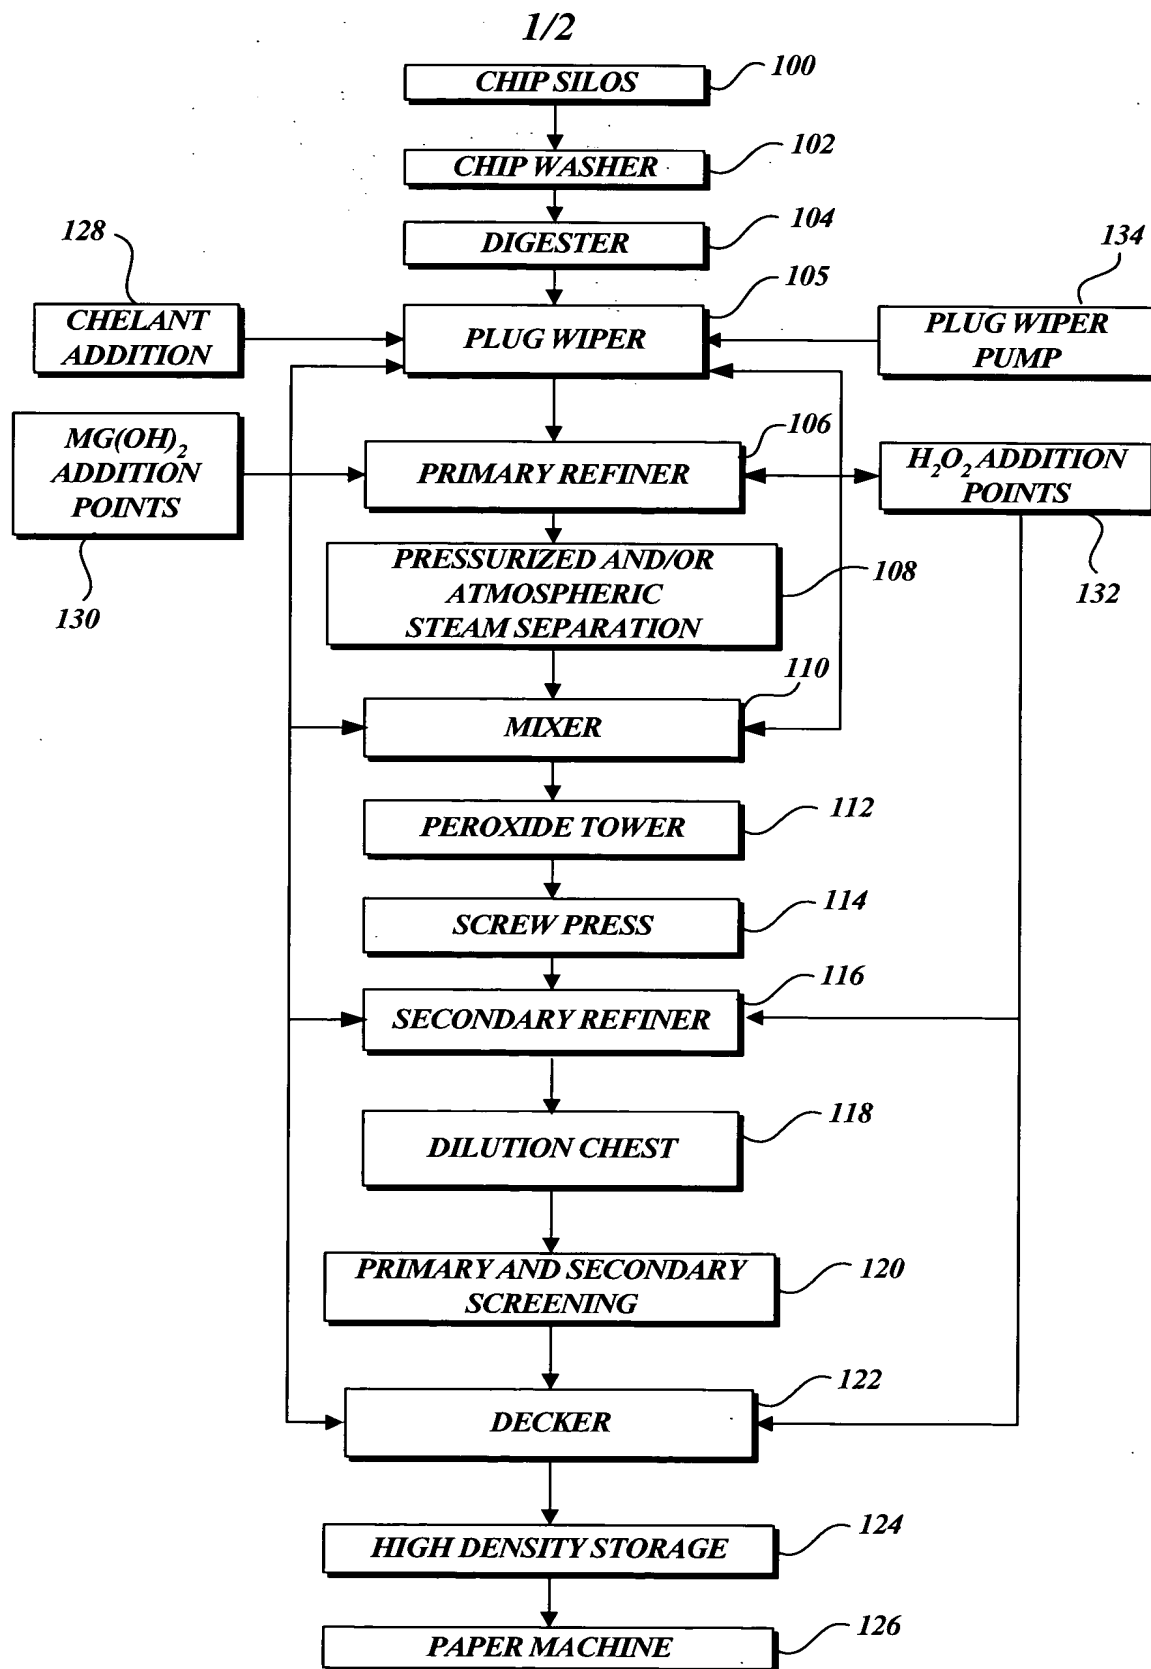 1/2
CHIP SILOS
100
CHIP WASHER
102
DIGESTER
104
128
134
105
CHELANT
ADDITION
PLUG WIPER
PLUG WIPER
PUMP
MG(OH)₂
ADDITION
POINTS
130
106
PRIMARY REFINER
H₂O₂ ADDITION
POINTS
132
PRESSURIZED AND/OR
ATMOSPHERIC
STEAM SEPARATION
108
110
MIXER
PEROXIDE TOWER
112
SCREW PRESS
114
SECONDARY REFINER
116
DILUTION CHEST
118
PRIMARY AND SECONDARY
SCREENING
120
DECKER
122
HIGH DENSITY STORAGE
124
PAPER MACHINE
126